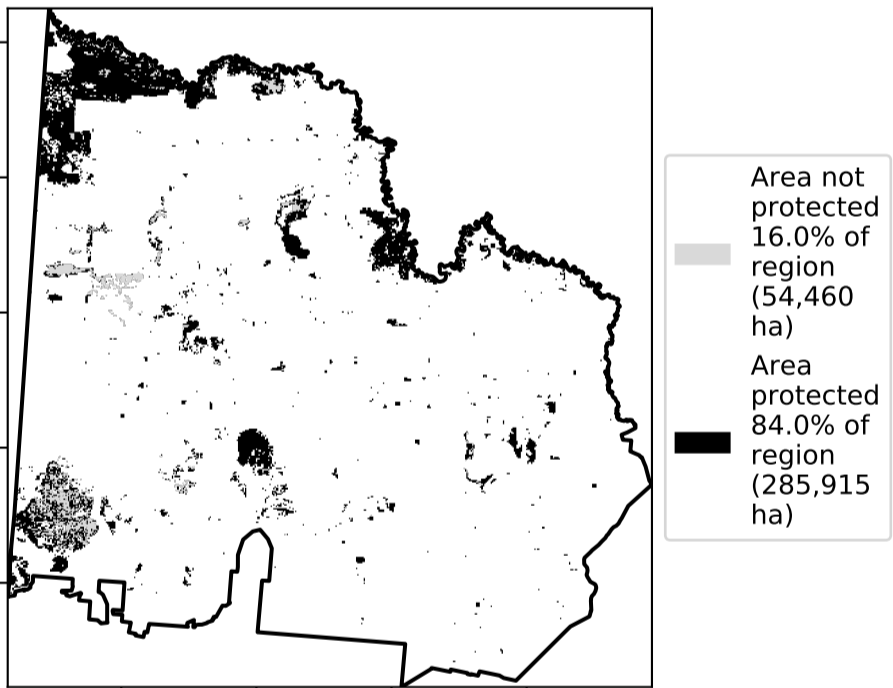 Area not
protected
16.0% of
region
(54,460
ha)
Area
protected
84.0% of
region
(285,915
ha)